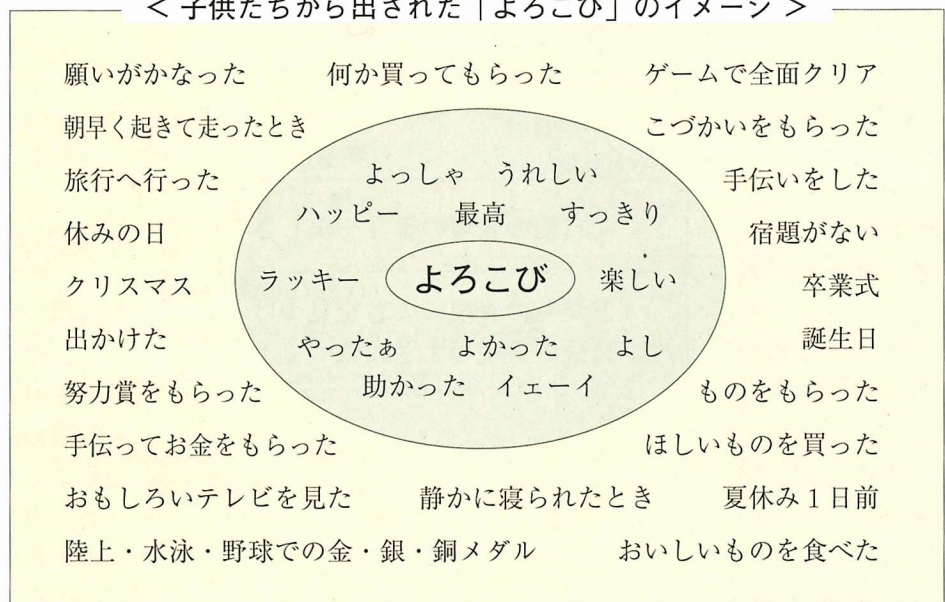 ＜ 子供たちから出された「よろこび」のイメージ ＞
願いがかなった　何か買ってもらった　ゲームで全面クリア
朝早く起きて走ったとき　こづかいをもらった
よっしゃ　うれしい
旅行へ行った　手伝いをした
ハッピー　最高　すっきり
休みの日　宿題がない
ラッキー　よろこび　楽しい
クリスマス　卒業式
出かけた　誕生日
やったぁ　よかった　よし
助かった　イェーイ
努力賞をもらった　ものをもらった
手伝ってお金をもらった　ほしいものを買った
おもしろいテレビを見た　静かに寝られたとき　夏休み１日前
陸上・水泳・野球での金・銀・銅メダル　おいしいものを食べた